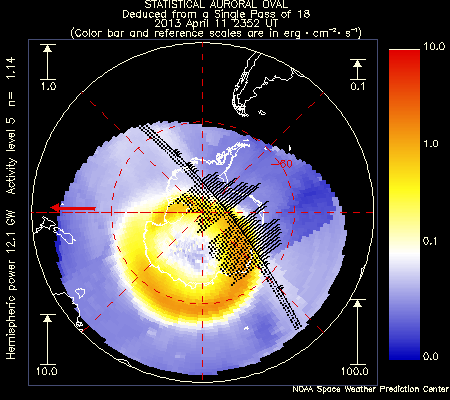 STATISTICAL AURORAL OVAL
Deduced from a Single Pass of 18
2013 April 11 2352 UT
(Color bar and reference scales are in erg·cm⁻²·s⁻¹)
Hemispheric power 12.1 GW   Activity level 5   n=   1.14
1.0
0.1
-60
10.0
100.0
10.0
1.0
0.1
0.0
NOAA Space Weather Prediction Center